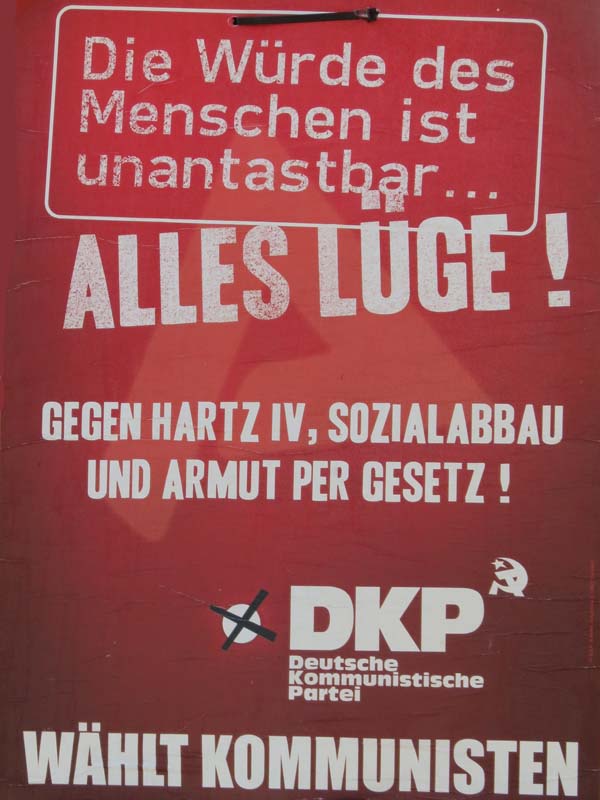 Die Würde des
Menschen ist
unantastbar...
ALLES LÜGE !
GEGEN HARTZ IV, SOZIALABBAU
UND ARMUT PER GESETZ !
DKP
Deutsche
Kommunistische
Partei
WÄHLT KOMMUNISTEN